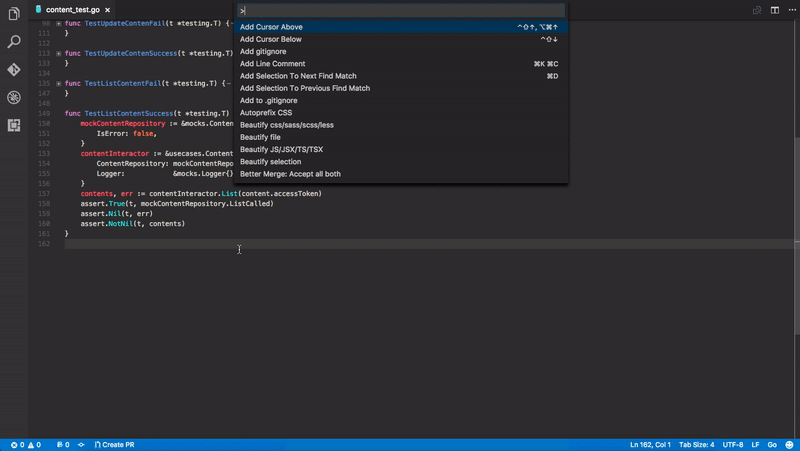 content_test.go ×
>
Add Cursor Above ^⇧↑, ⌥⌘↑
Add Cursor Below ^⇧↓
Add gitignore
Add Line Comment ⌘K ⌘C
Add Selection To Next Find Match ⌘D
Add Selection To Previous Find Match
Add to .gitignore
Autoprefix CSS
Beautify css/sass/scss/less
Beautify file
Beautify JS/JSX/TS/TSX
Beautify selection
Better Merge: Accept all both
98 func TestUpdateContenFail(t *testing.T) {
111 }
112
113 func TestUpdateContenSuccess(t *testing.T)
133 }
134
135 func TestListContentFail(t *testing.T) {
147 }
148
149 func TestListContentSuccess(t *testing.T)
150 mockContentRepository := &mocks.Conten
151 IsError: false,
152 }
153 contentInteractor := &usecases.Content
154 ContentRepository: mockContentRepo
155 Logger: &mocks.Logger{}
156 }
157 contents, err := contentInteractor.List(content.accessToken)
158 assert.True(t, mockContentRepository.ListCalled)
159 assert.Nil(t, err)
160 assert.NotNil(t, contents)
161 }
162
0 0 0 Create PR Ln 162, Col 1 Tab Size: 4 UTF-8 LF Go